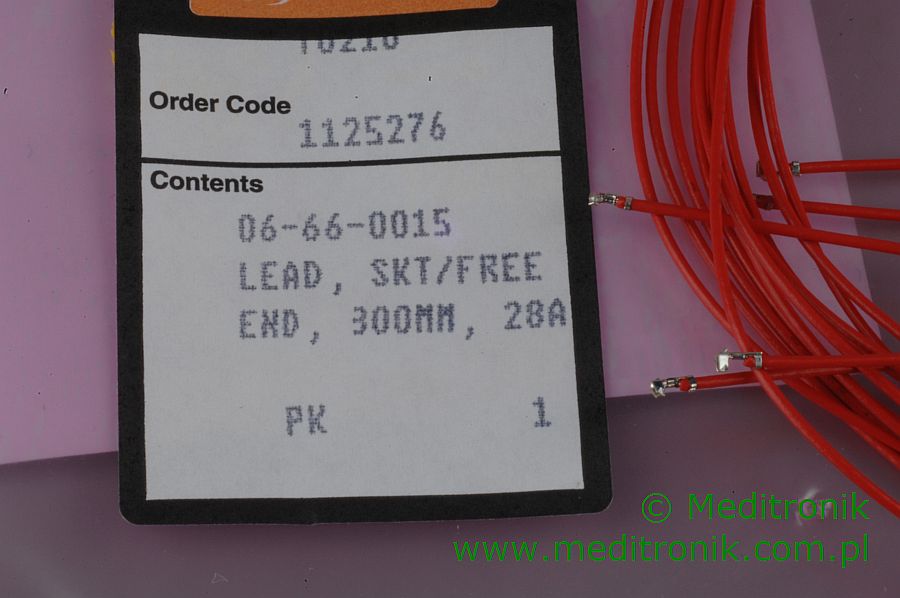 Order Code
1125276
Contents
06-66-0015
LEAD, SKT/FREE
END, 300MM, 28A
PK 1
© Meditronik
www.meditronik.com.pl